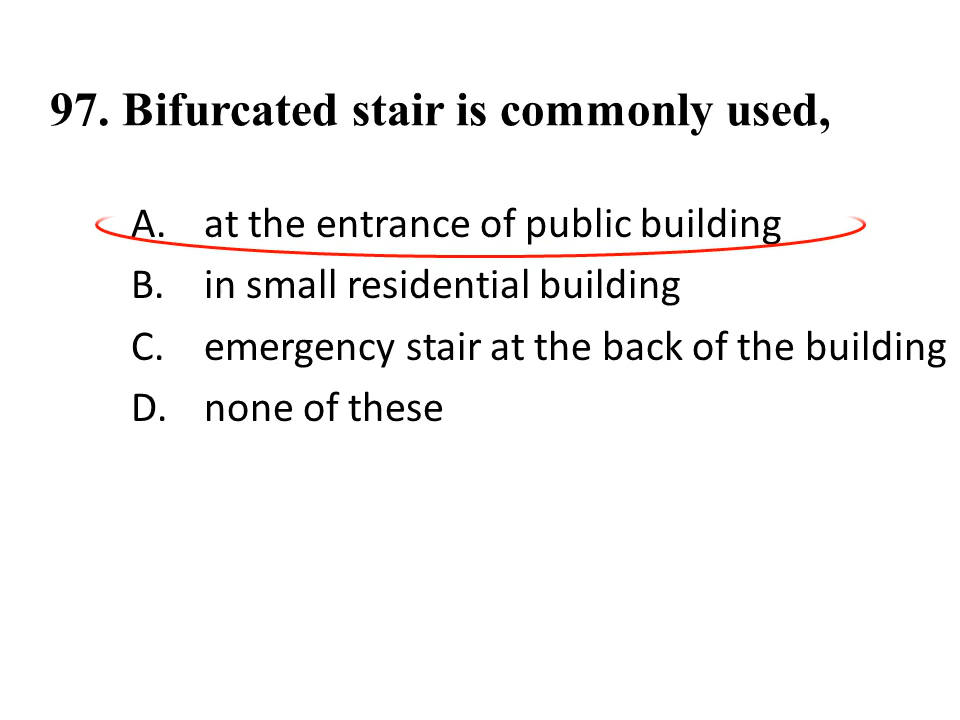 97. Bifurcated stair is commonly used,
A. at the entrance of public building
B. in small residential building
C. emergency stair at the back of the building
D. none of these